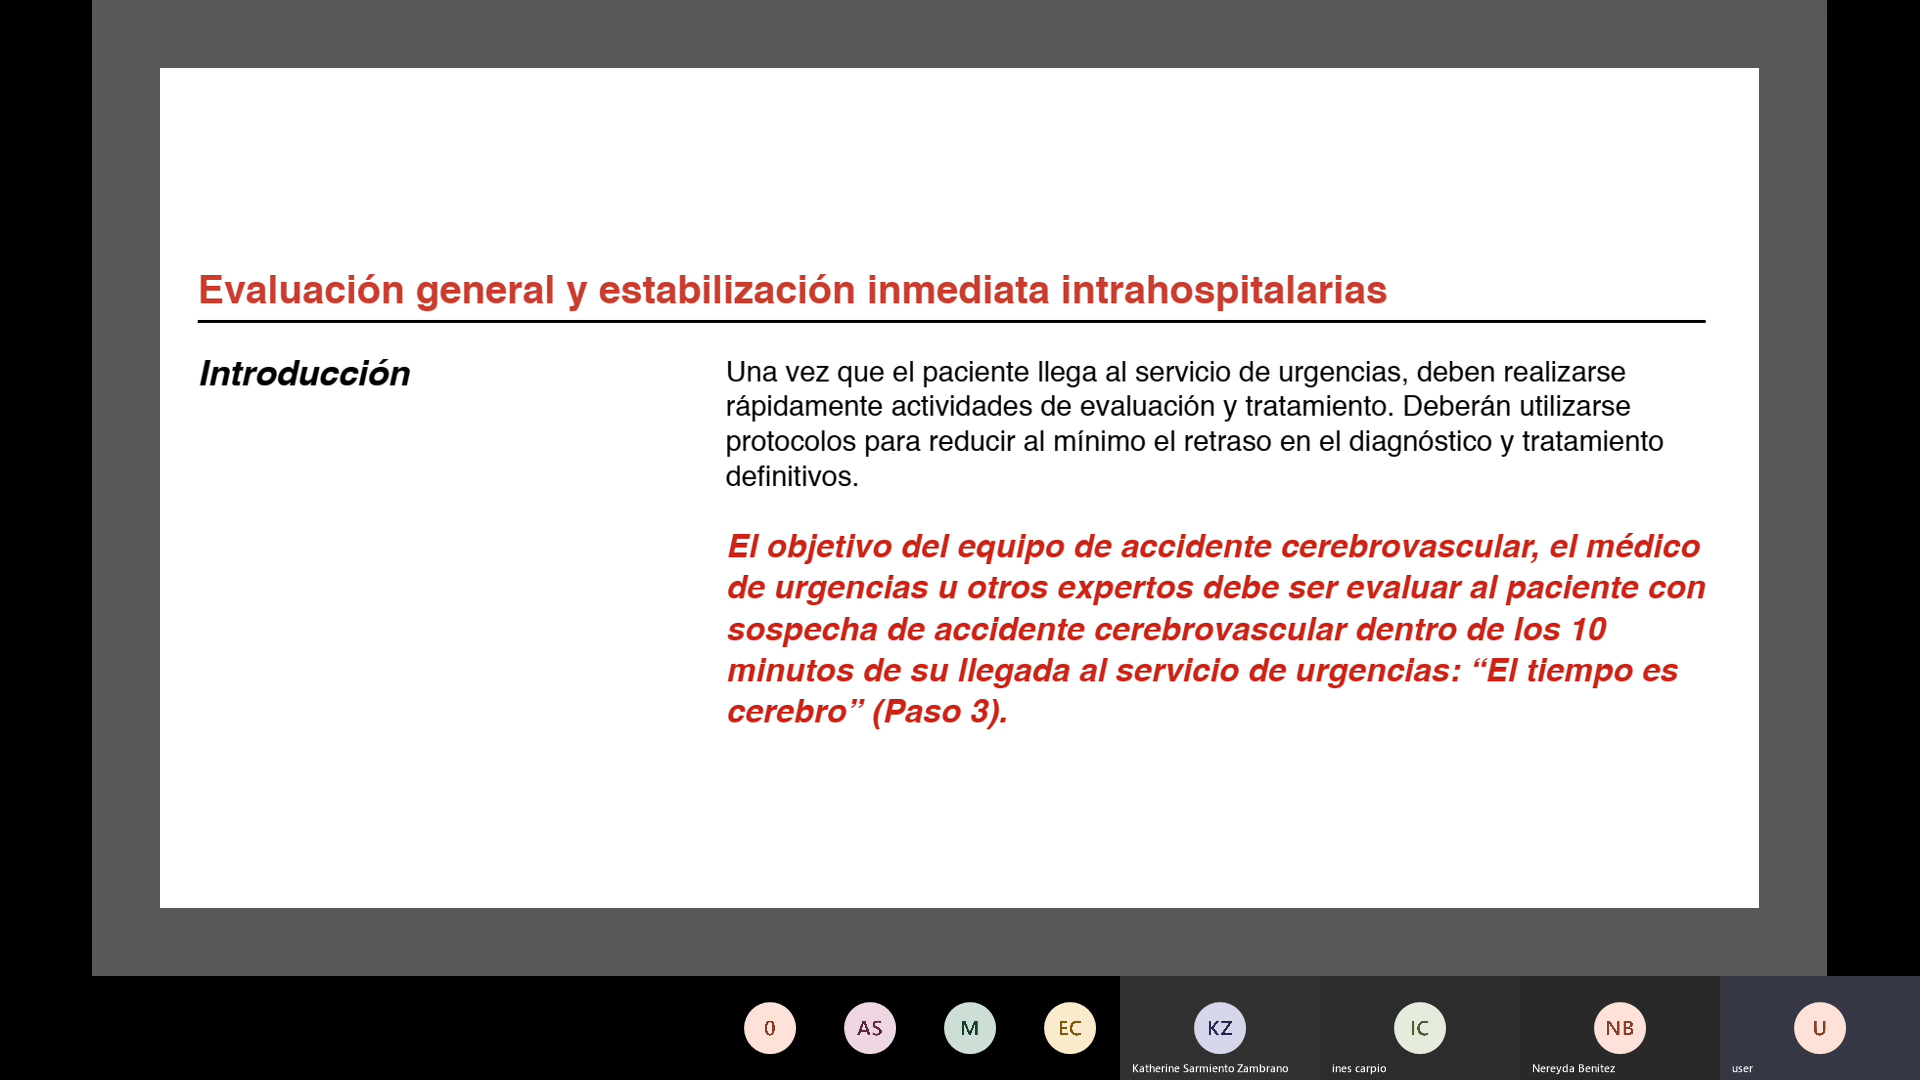 Evaluación general y estabilización inmediata intrahospitalarias
Introducción
Una vez que el paciente llega al servicio de urgencias, deben realizarse
rápidamente actividades de evaluación y tratamiento. Deberán utilizarse
protocolos para reducir al mínimo el retraso en el diagnóstico y tratamiento
definitivos.
El objetivo del equipo de accidente cerebrovascular, el médico
de urgencias u otros expertos debe ser evaluar al paciente con
sospecha de accidente cerebrovascular dentro de los 10
minutos de su llegada al servicio de urgencias: “El tiempo es
cerebro” (Paso 3).
0 AS M EC KZ IC NB U
Katherine Sarmiento Zambrano ines carpio Nereyda Benitez user